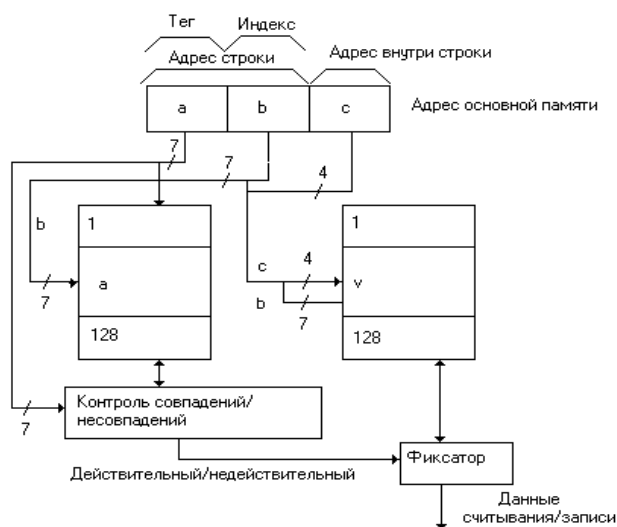 Тег
Индекс
Адрес строки
Адрес внутри строки
a
b
c
Адрес основной памяти
7
7
4
b
1
1
c
4
a
v
7
b
7
128
128
Контроль совпадений/
несовпадений
7
Фиксатор
Действительный/недействительный
Данные
считывания/записи